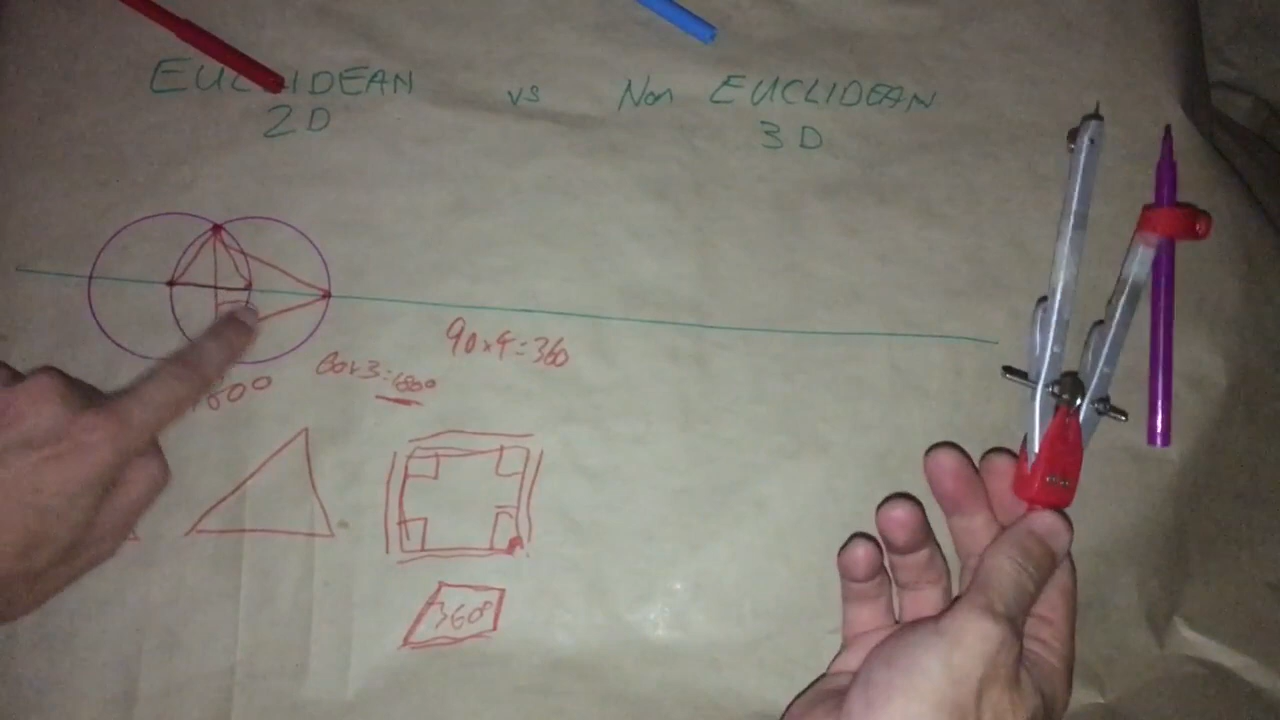 EUCLIDEAN vs Non EUCLIDEAN
2D 3D
90x4=360
60x3=180°
360°